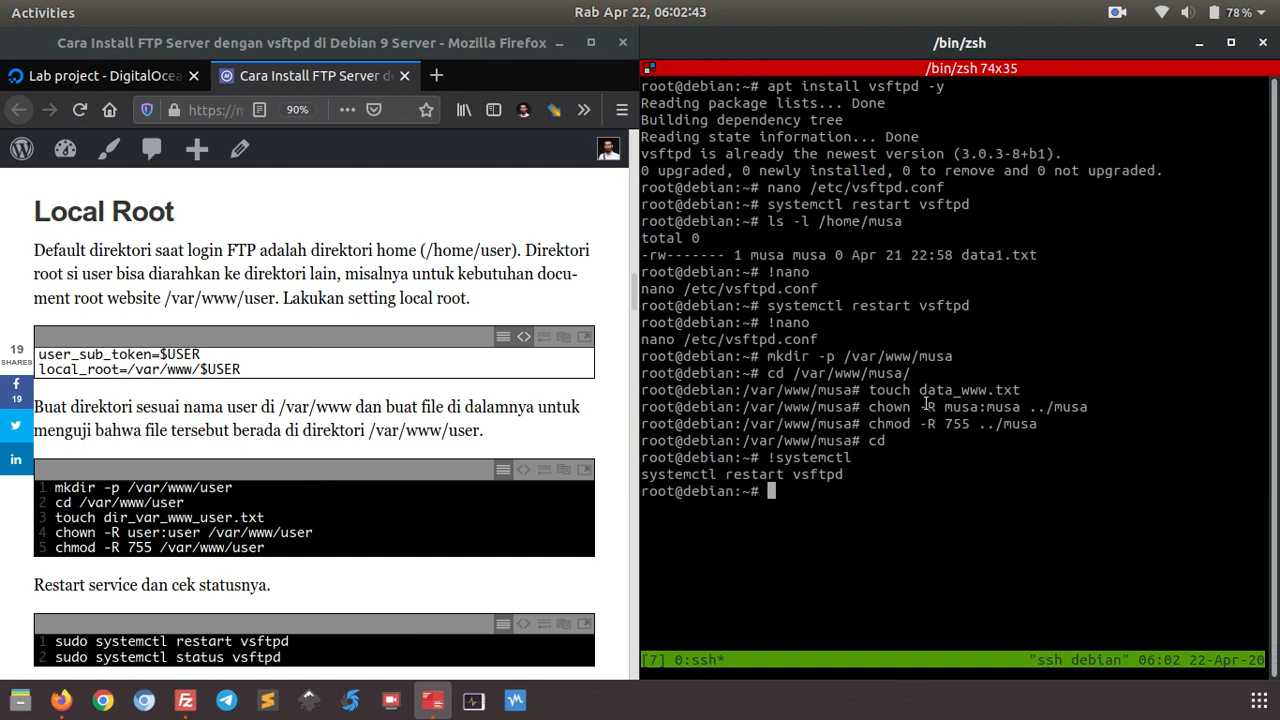 Activities
Rab Apr 22, 06:02:43
78 %
Cara Install FTP Server dengan vsftpd di Debian 9 Server - Mozilla Firefox
Lab project - DigitalOcea
Cara Install FTP Server d
https://n
90%
Local Root
Default direktori saat login FTP adalah direktori home (/home/user). Direktori
root si user bisa diarahkan ke direktori lain, misalnya untuk kebutuhan docu-
ment root website /var/www/user. Lakukan setting local root.
user_sub_token=$USER
local_root=/var/www/$USER
19
SHARES
19
Buat direktori sesuai nama user di /var/www dan buat file di dalamnya untuk
menguji bahwa file tersebut berada di direktori /var/www/user.
1 mkdir -p /var/www/user
2 cd /var/www/user
3 touch dir_var_www_user.txt
4 chown -R user:user /var/www/user
5 chmod -R 755 /var/www/user
Restart service dan cek statusnya.
1 sudo systemctl restart vsftpd
2 sudo systemctl status vsftpd
/bin/zsh
/bin/zsh 74x35
root@debian:~# apt install vsftpd -y
Reading package lists... Done
Building dependency tree
Reading state information... Done
vsftpd is already the newest version (3.0.3-8+b1).
0 upgraded, 0 newly installed, 0 to remove and 0 not upgraded.
root@debian:~# nano /etc/vsftpd.conf
root@debian:~# systemctl restart vsftpd
root@debian:~# ls -l /home/musa
total 0
-rw------- 1 musa musa 0 Apr 21 22:58 data1.txt
root@debian:~# !nano
nano /etc/vsftpd.conf
root@debian:~# systemctl restart vsftpd
root@debian:~# !nano
nano /etc/vsftpd.conf
root@debian:~# mkdir -p /var/www/musa
root@debian:~# cd /var/www/musa/
root@debian:/var/www/musa# touch data_www.txt
root@debian:/var/www/musa# chown -R musa:musa ../musa
root@debian:/var/www/musa# chmod -R 755 ../musa
root@debian:/var/www/musa# cd
root@debian:~# !systemctl
systemctl restart vsftpd
root@debian:~#
[7] 0:ssh*
"ssh debian" 06:02 22-Apr-20